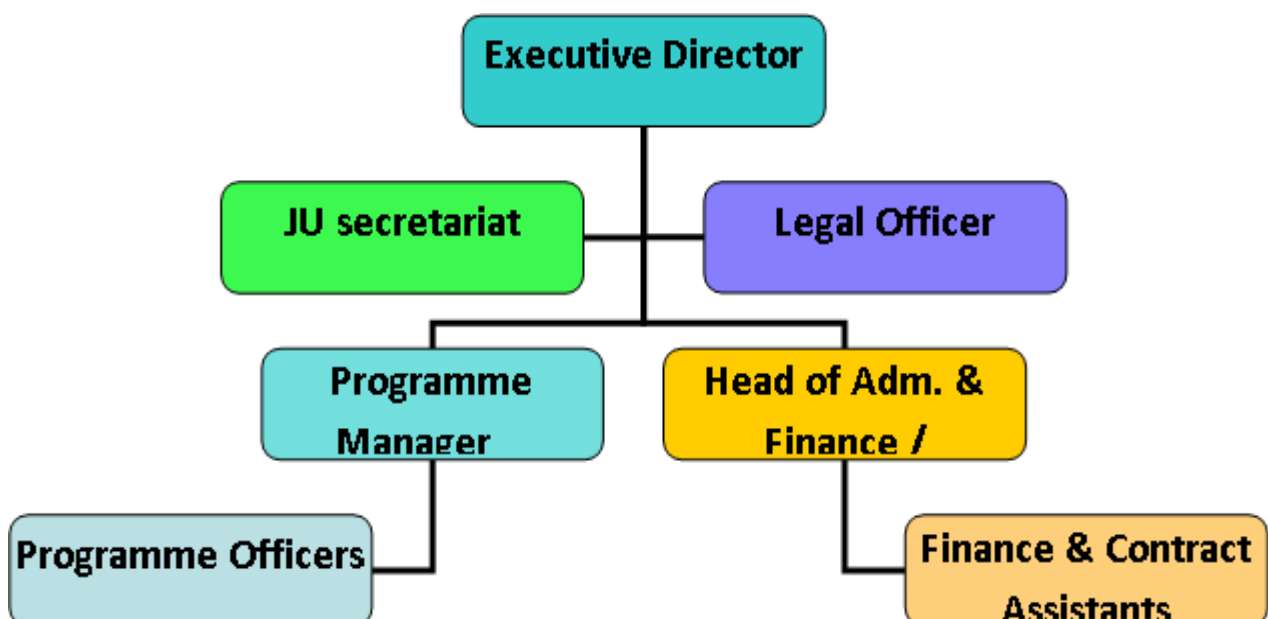 Executive Director
JU secretariat
Legal Officer
Programme
Manager
Head of Adm. &
Finance /
Programme Officers
Finance & Contract
Assistants